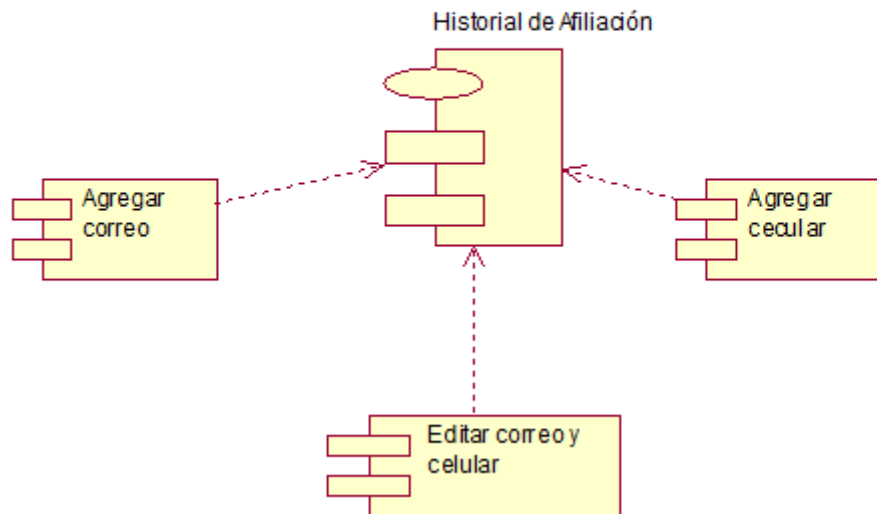 Historial de Afiliación
Agregar
correo
Agregar
cecular
Editar correo y
celular